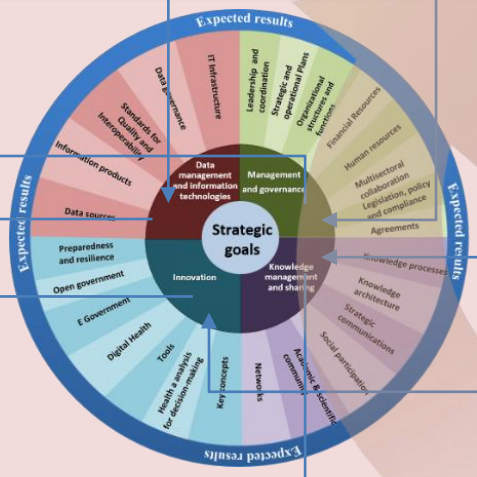 Expected results
Expected results
Expected results
Expected results
Strategic
goals
Data
management
and information
technologies
Management
and governance
Innovation
Knowledge
management
and sharing
Leadership and
coordination
Strategic and
operational Plans
Organizational
structures and
functions
Financial Resources
Human resources
Multisectoral
collaboration
Legislation, policy
and compliance
Agreements
Knowledge processes
Knowledge
architecture
Strategic
communications
Social participation
Academic & scientific
community
Networks
Key concepts
Health a analysis
for decision-making
Tools
Digital Health
E Government
Open government
Preparedness
and resilience
Data sources
Information products
Standards for
Quality and
Interoperability
Data governance
IT Infrastructure